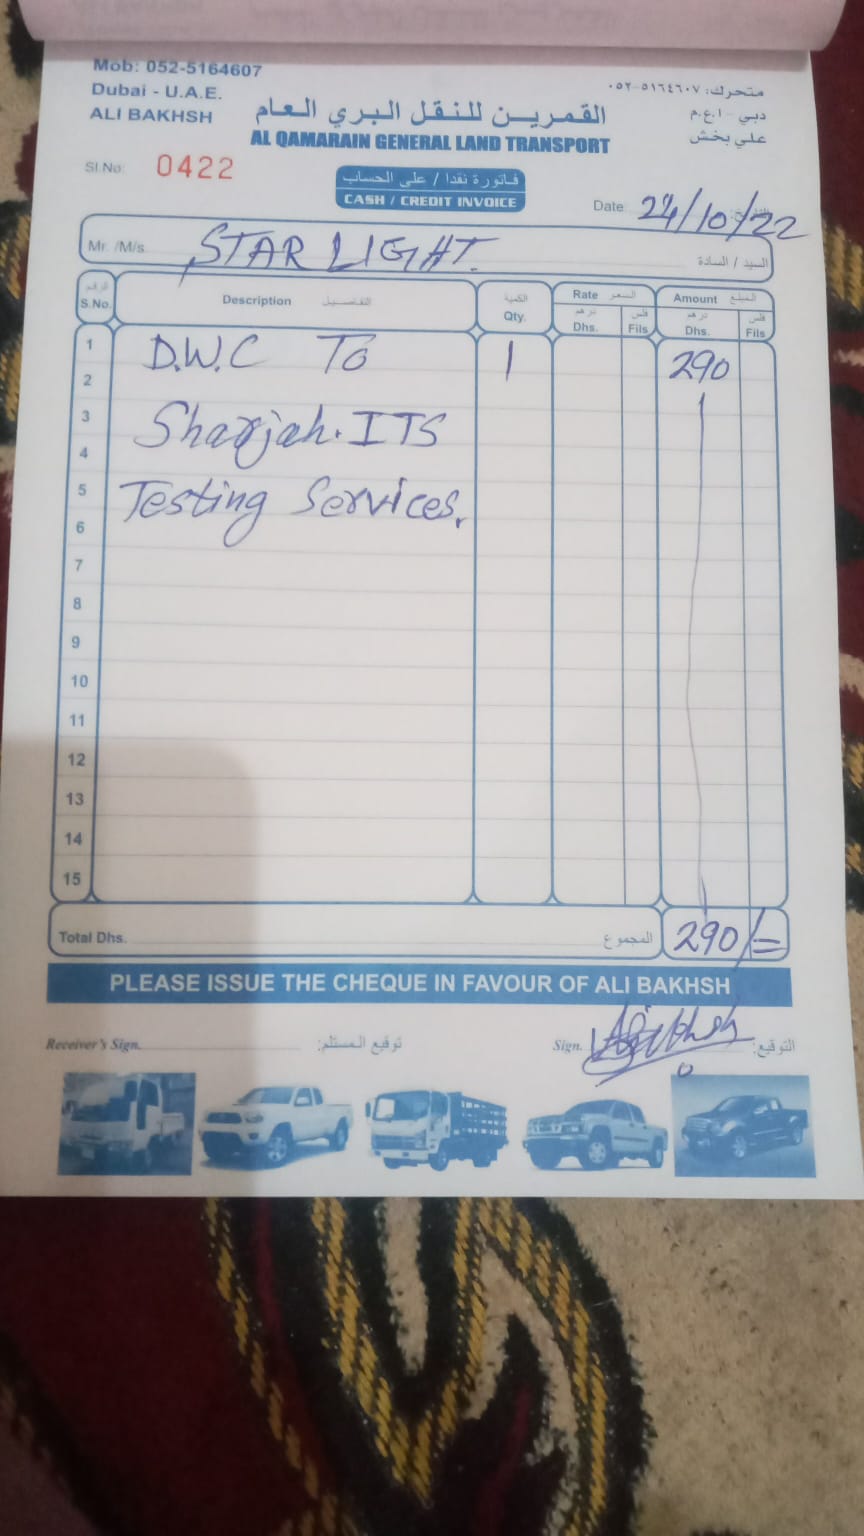 Mob: 052-5164607
Dubai - U.A.E.
ALI BAKHSH
متحرك: ٠٥٢-٥١٦٤٦٠٧
دبي - ا.ع.م
علي بخش
القمرين للنقل البري العام
AL QAMARAIN GENERAL LAND TRANSPORT
Sl.No: 0422
فاتورة نقدا / على الحساب
CASH / CREDIT INVOICE
Date: 24/10/22 التاريخ:
Mr. /M/s. STAR LIGHT. السيد / السادة
الرقم التفاصيل الكمية Rate السعر Amount المبلغ
S.No. Description Qty. درهم Dhs. فلس Fils درهم Dhs. فلس Fils
1 D.W.C To 1 290
2
3 Sharjah. ITS
4
5 Testing Services.
6
7
8
9
10
11
12
13
14
15
Total Dhs. المجموع 290/=
PLEASE ISSUE THE CHEQUE IN FAVOUR OF ALI BAKHSH
Receiver's Sign. توقيع المستلم: Sign. التوقيع: